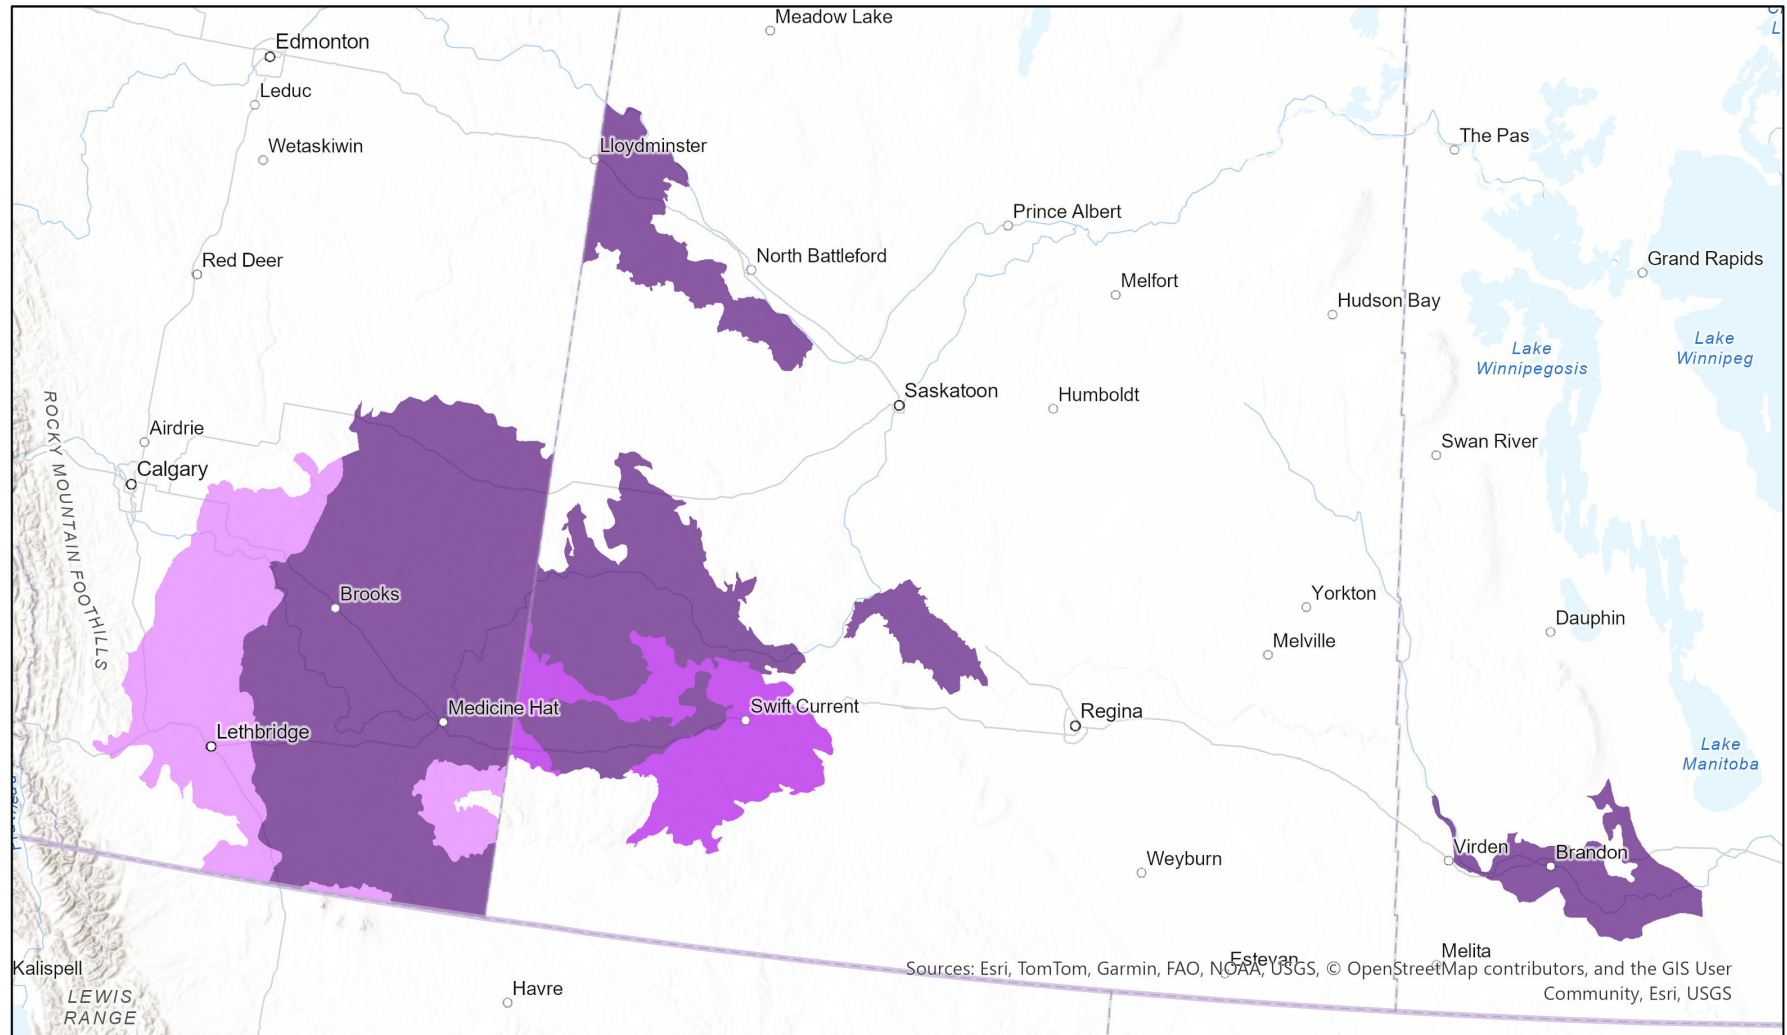 Meadow Lake
Edmonton
Leduc
Wetaskiwin
Lloydminster
The Pas
Prince Albert
Red Deer
North Battleford
Grand Rapids
Melfort
Hudson Bay
Lake
Winnipegosis
Lake
Winnipeg
ROCKY MOUNTAIN FOOTHILLS
Saskatoon
Humboldt
Airdrie
Swan River
Calgary
Brooks
Yorkton
Dauphin
Melville
Medicine Hat
Swift Current
Regina
Lethbridge
Lake
Manitoba
Virden
Brandon
Weyburn
Melita
Estevan
Kalispell
Havre
LEWIS
RANGE
Sources: Esri, TomTom, Garmin, FAO, NOAA, USGS, © OpenStreetMap contributors, and the GIS User
Community, Esri, USGS